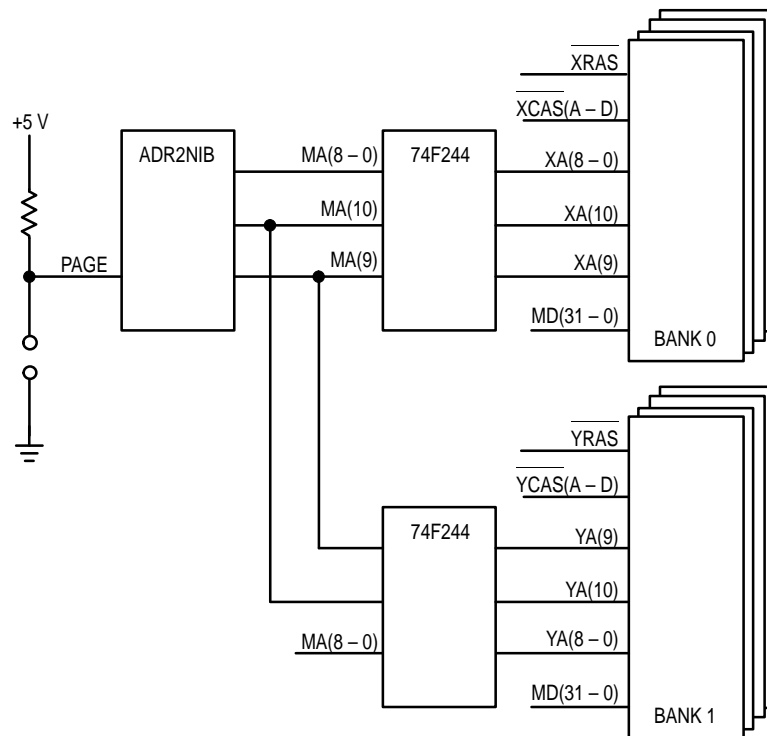 XRAS
XCAS(A – D)
+5 V
ADR2NIB
MA(8 – 0)
74F244
XA(8 – 0)
MA(10)
XA(10)
PAGE
MA(9)
XA(9)
MD(31 – 0)
BANK 0
YRAS
YCAS(A – D)
74F244
YA(9)
YA(10)
MA(8 – 0)
YA(8 – 0)
MD(31 – 0)
BANK 1